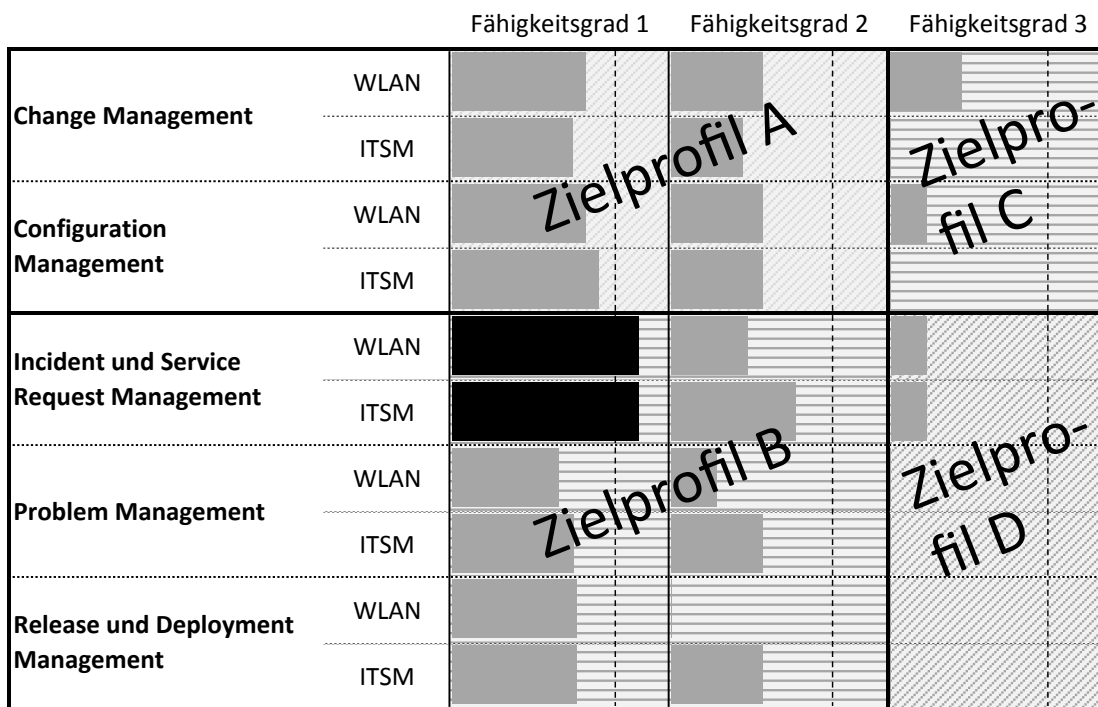 Fähigkeitsgrad 1 Fähigkeitsgrad 2 Fähigkeitsgrad 3
Change Management
WLAN
ITSM
Zielprofil A
Zielpro-
fil C
Configuration
Management
WLAN
ITSM
Incident und Service
Request Management
WLAN
ITSM
Zielprofil B
Zielpro-
fil D
Problem Management
WLAN
ITSM
Release und Deployment
Management
WLAN
ITSM